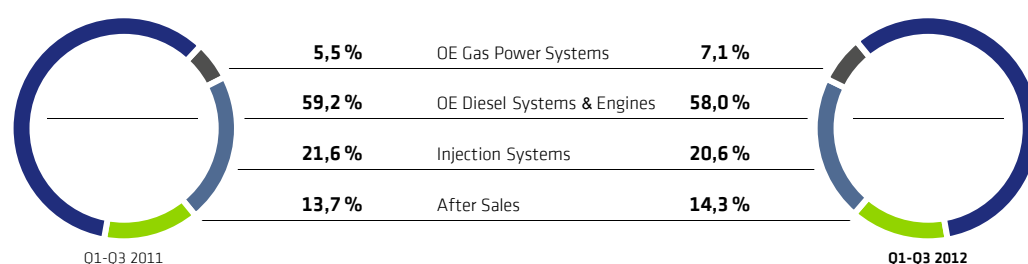 5,5 % OE Gas Power Systems 7,1 %
59,2 % OE Diesel Systems & Engines 58,0 %
21,6 % Injection Systems 20,6 %
13,7 % After Sales 14,3 %
Q1-Q3 2011 Q1-Q3 2012